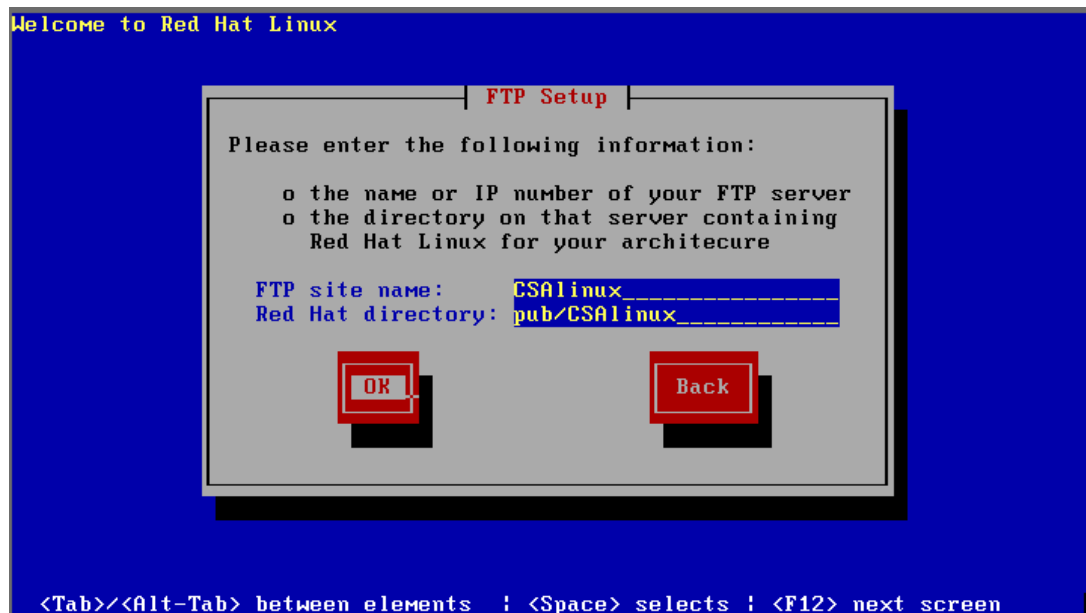 Welcome to Red Hat Linux
FTP Setup
Please enter the following information:
o the name or IP number of your FTP server
o the directory on that server containing
Red Hat Linux for your architecure
FTP site name: CSAlinux________________
Red Hat directory: pub/CSAlinux____________
OK Back
<Tab>/<Alt-Tab> between elements ¦ <Space> selects ¦ <F12> next screen